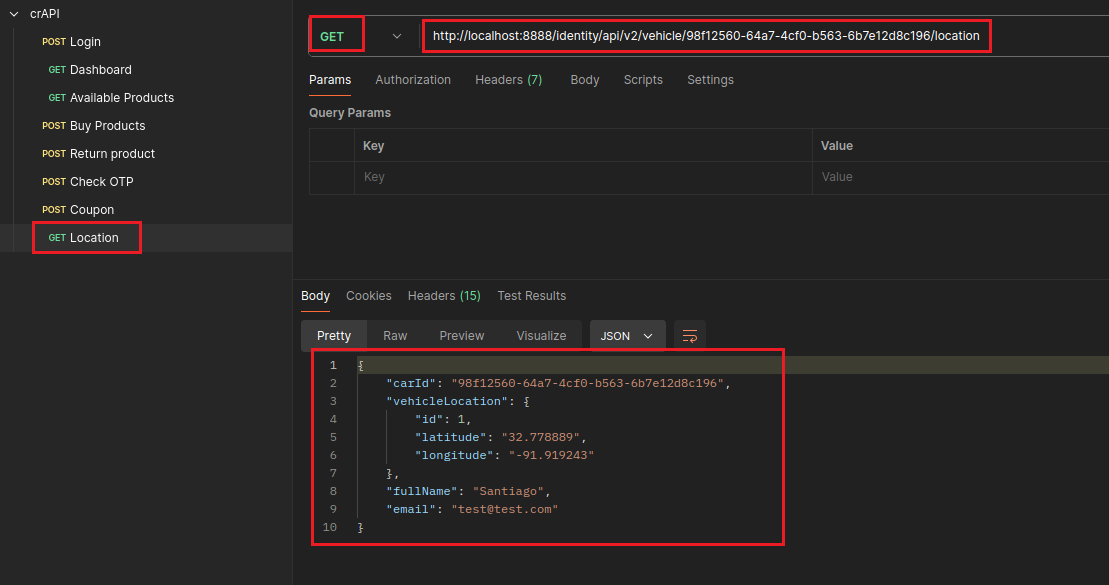 crAPI
POST Login
GET Dashboard
GET Available Products
POST Buy Products
POST Return product
POST Check OTP
POST Coupon
GET Location
GET http://localhost:8888/identity/api/v2/vehicle/98f12560-64a7-4cf0-b563-6b7e12d8c196/location
Params Authorization Headers (7) Body Scripts Settings
Query Params
Key Value
Key Value
Body Cookies Headers (15) Test Results
Pretty Raw Preview Visualize JSON
1 {
2 "carId": "98f12560-64a7-4cf0-b563-6b7e12d8c196",
3 "vehicleLocation": {
4 "id": 1,
5 "latitude": "32.778889",
6 "longitude": "-91.919243"
7 },
8 "fullName": "Santiago",
9 "email": "test@test.com"
10 }